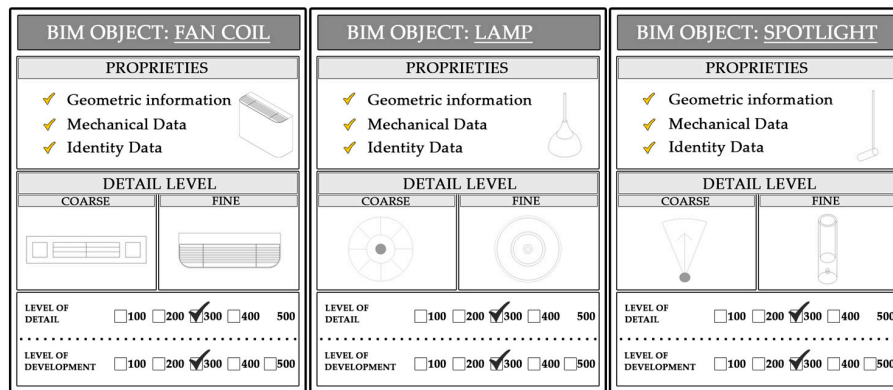 BIM OBJECT: FAN COIL
PROPRIETIES
Geometric information
Mechanical Data
Identity Data
DETAIL LEVEL
COARSE FINE
LEVEL OF
DETAIL 100 200 300 400 500
LEVEL OF
DEVELOPMENT 100 200 300 400 500
BIM OBJECT: LAMP
PROPRIETIES
Geometric information
Mechanical Data
Identity Data
DETAIL LEVEL
COARSE FINE
LEVEL OF
DETAIL 100 200 300 400 500
LEVEL OF
DEVELOPMENT 100 200 300 400 500
BIM OBJECT: SPOTLIGHT
PROPRIETIES
Geometric information
Mechanical Data
Identity Data
DETAIL LEVEL
COARSE FINE
LEVEL OF
DETAIL 100 200 300 400 500
LEVEL OF
DEVELOPMENT 100 200 300 400 500